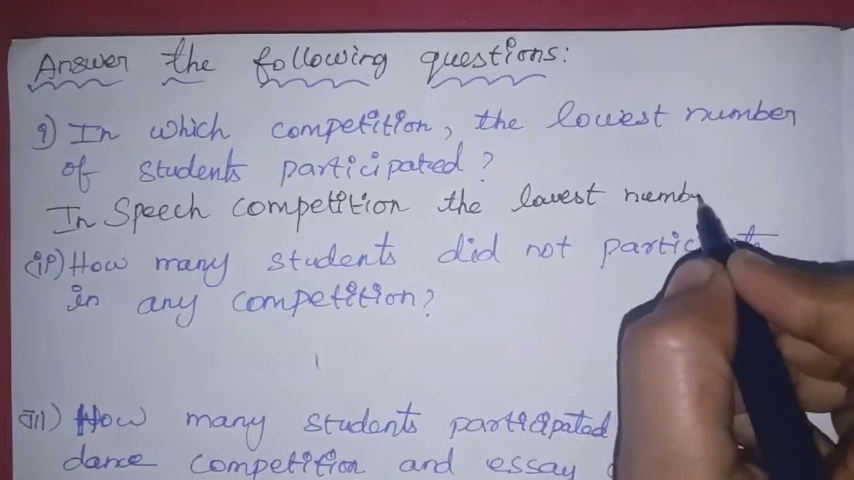 Answer the following questions:
i) In which competition, the lowest number
of students participated?
In Speech competition the lowest numb
(ii) How many students did not
in any competition?
(iii) How many students participated
dance competition and essay